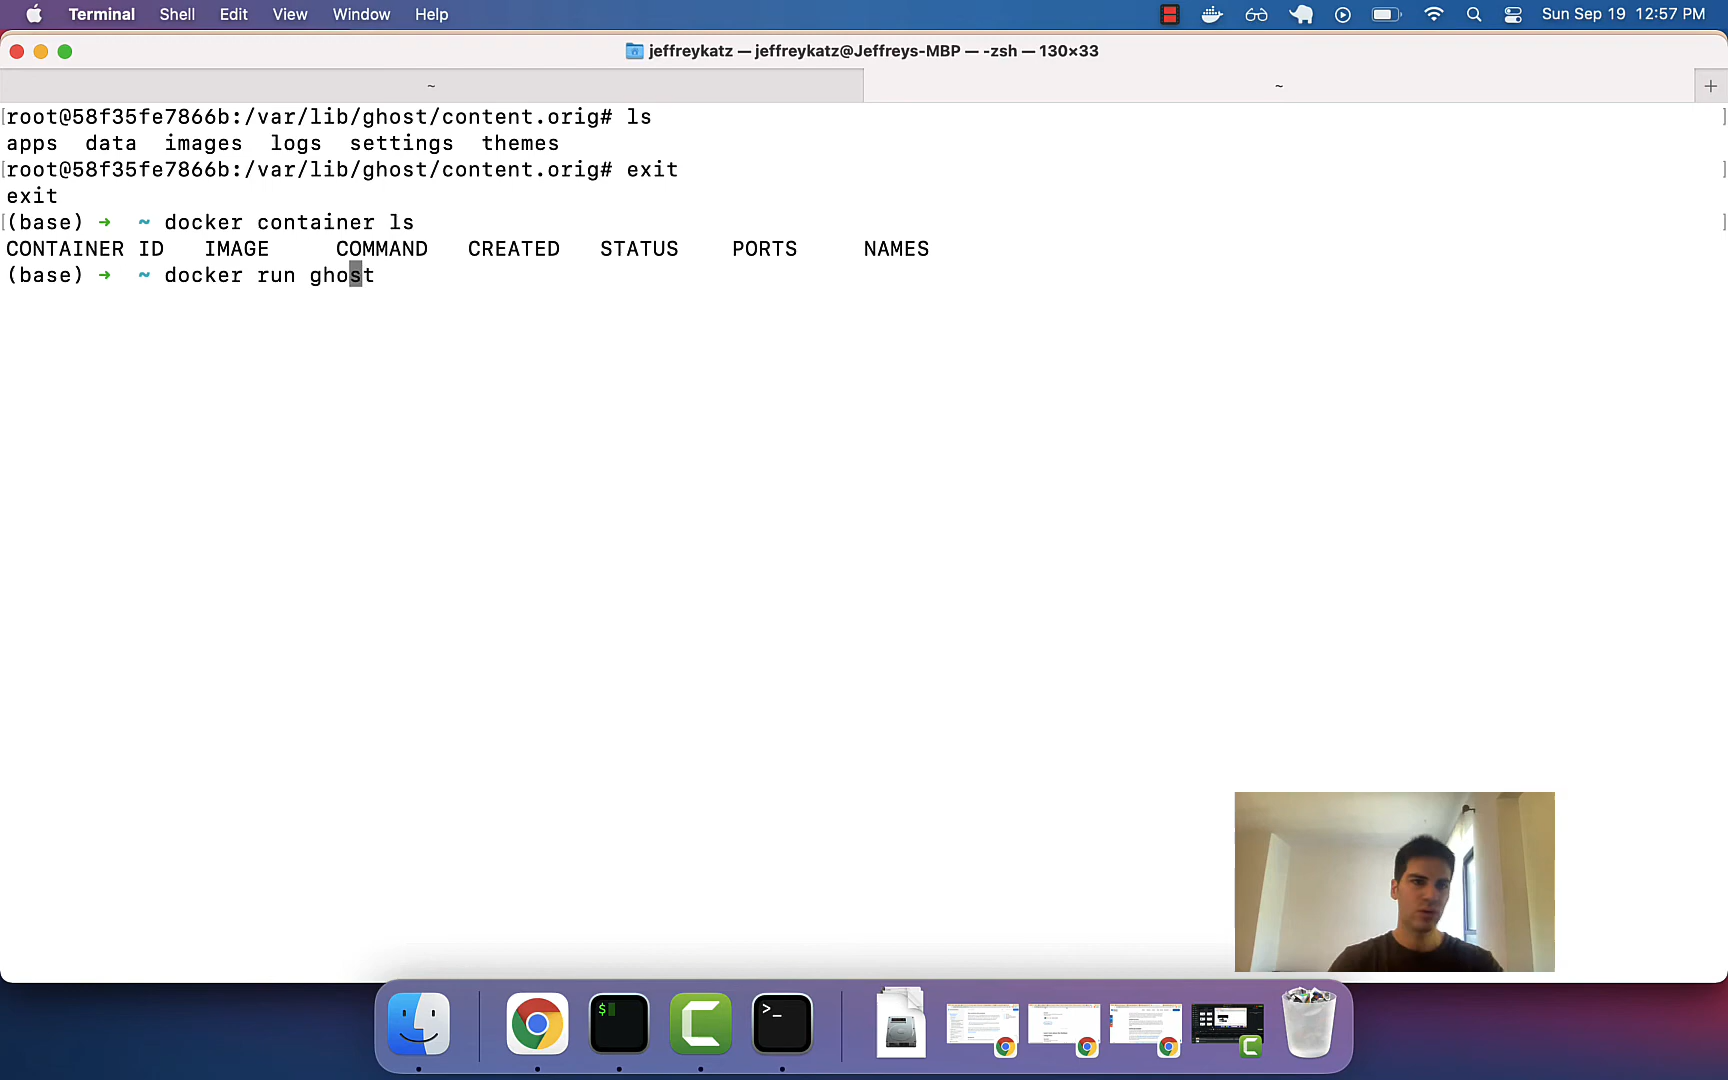 Terminal Shell Edit View Window Help Sun Sep 19 12:57 PM
jeffreykatz — jeffreykatz@Jeffreys-MBP — -zsh — 130×33
~ ~ +
[root@58f35fe7866b:/var/lib/ghost/content.orig# ls ]
apps data images logs settings themes
[root@58f35fe7866b:/var/lib/ghost/content.orig# exit ]
exit
[(base) ➜ ~ docker container ls ]
CONTAINER ID IMAGE COMMAND CREATED STATUS PORTS NAMES
(base) ➜ ~ docker run ghost
$
>_